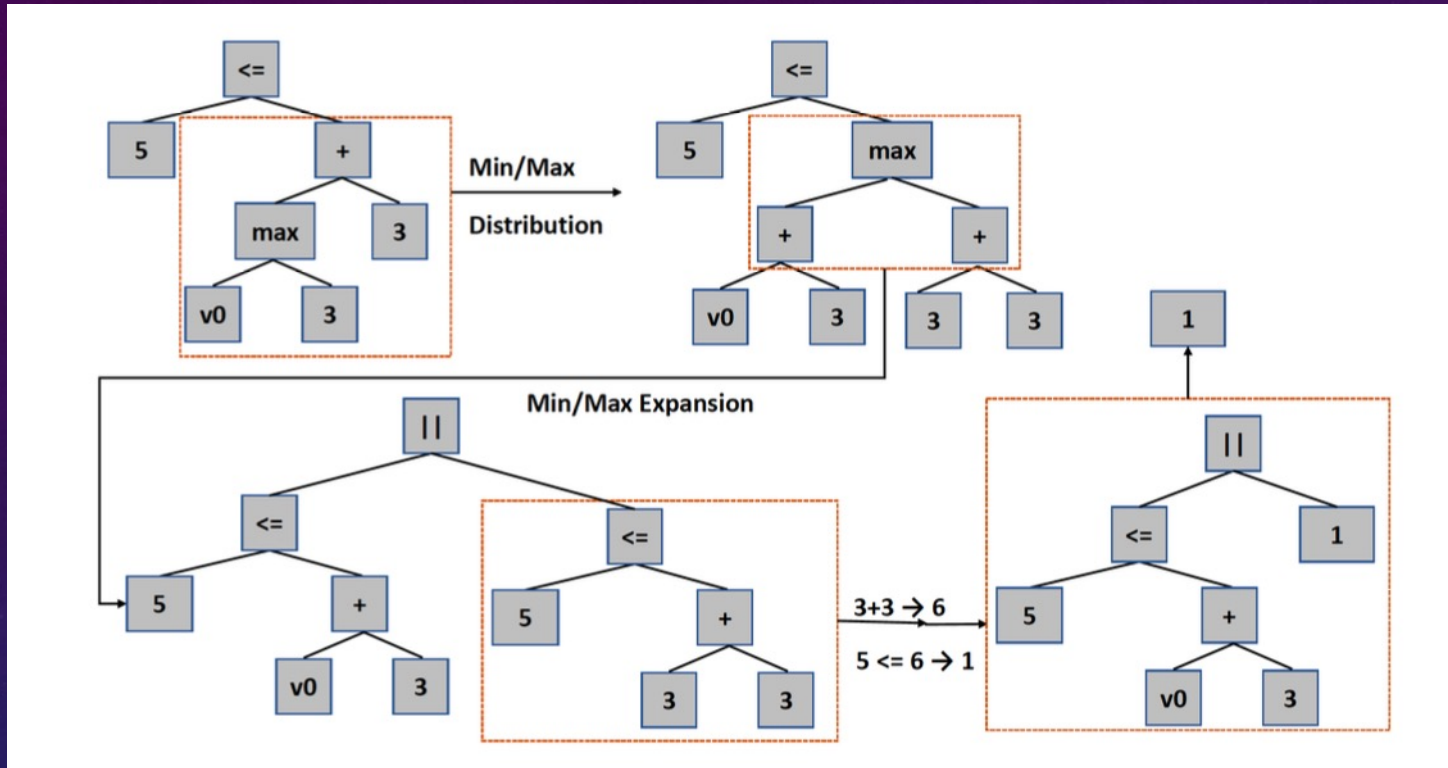 <=
<=
5
+
5
max
Min/Max
max
3
Distribution
+
+
v0
3
v0
3
3
3
1
Min/Max Expansion
||
||
<=
<=
<=
1
5
+
5
+
5
+
3+3 → 6
5 <= 6 → 1
v0
3
3
3
v0
3